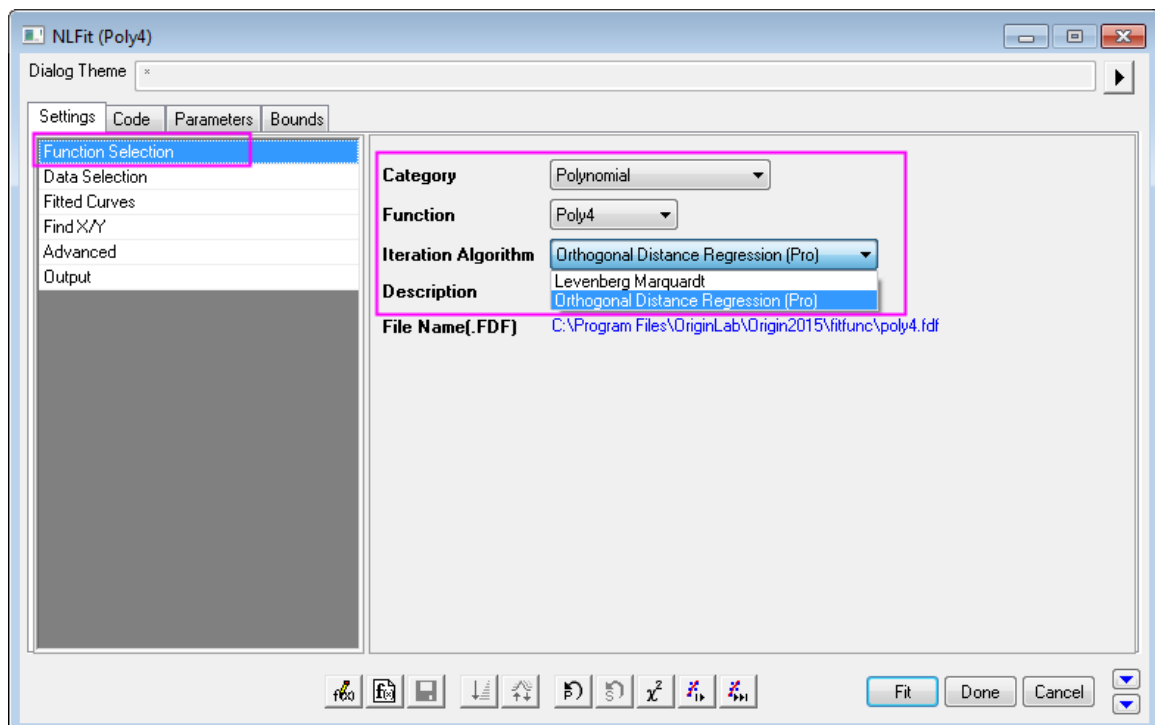 NLFit (Poly4)
Dialog Theme *
Settings Code Parameters Bounds
Function Selection
Data Selection
Fitted Curves
Find X/Y
Advanced
Output
Category Polynomial
Function Poly4
Iteration Algorithm Orthogonal Distance Regression (Pro)
Levenberg Marquardt
Description
Orthogonal Distance Regression (Pro)
File Name(.FDF) C:\Program Files\OriginLab\Origin2015\fitfunc\poly4.fdf
Fit Done Cancel